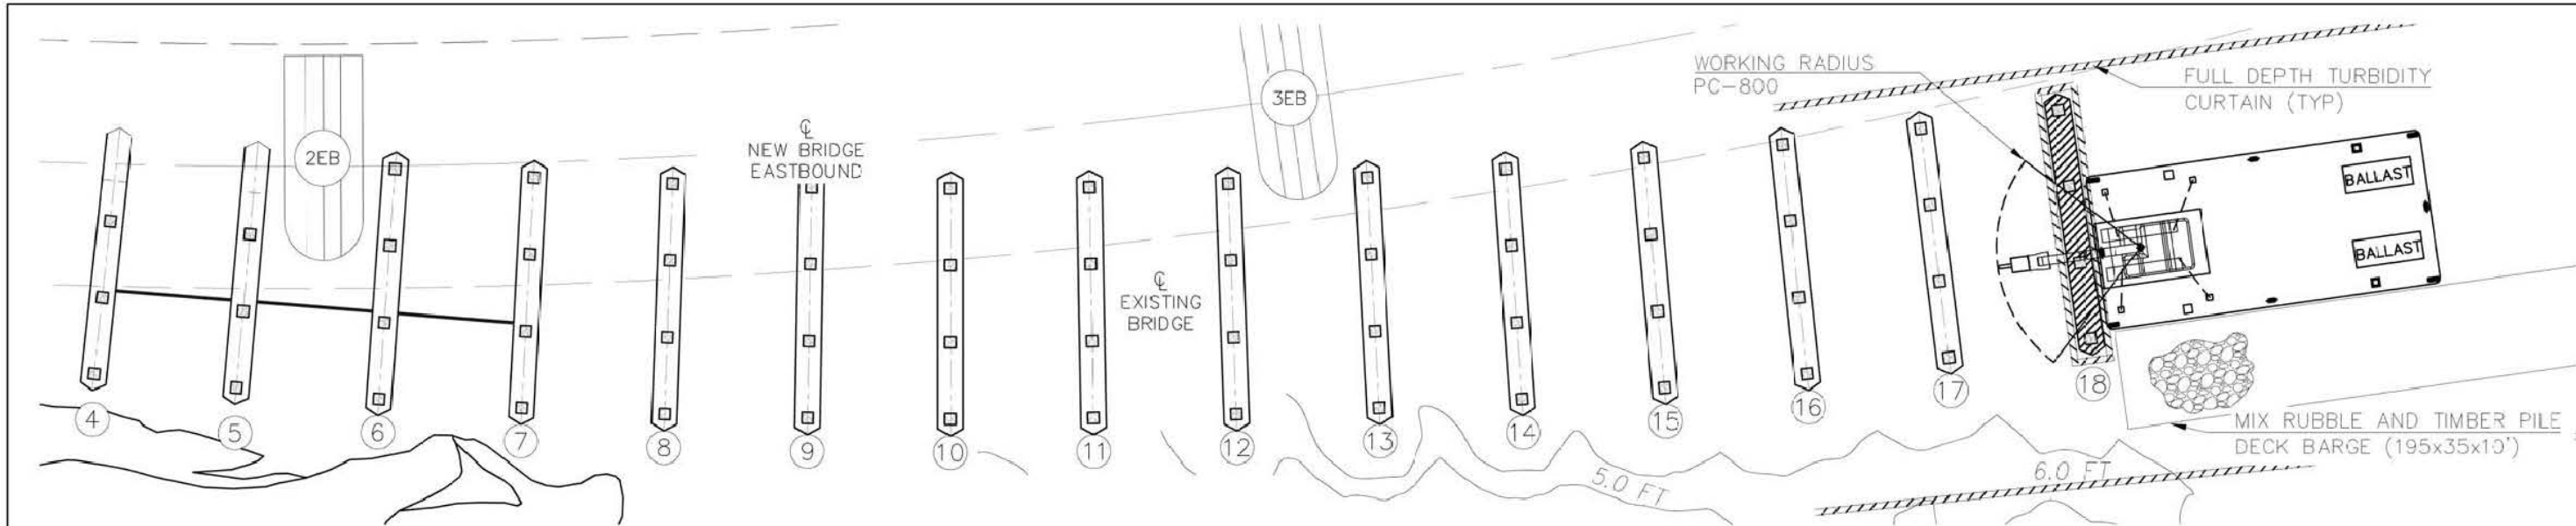 WORKING RADIUS
PC-800
FULL DEPTH TURBIDITY
CURTAIN (TYP)
3EB
2EB
℄
NEW BRIDGE
EASTBOUND
BALLAST
BALLAST
℄
EXISTING
BRIDGE
4
5
6
7
8
9
10
11
12
13
14
15
16
17
18
MIX RUBBLE AND TIMBER PILE
DECK BARGE (195x35x10')
5.0 FT
6.0 FT